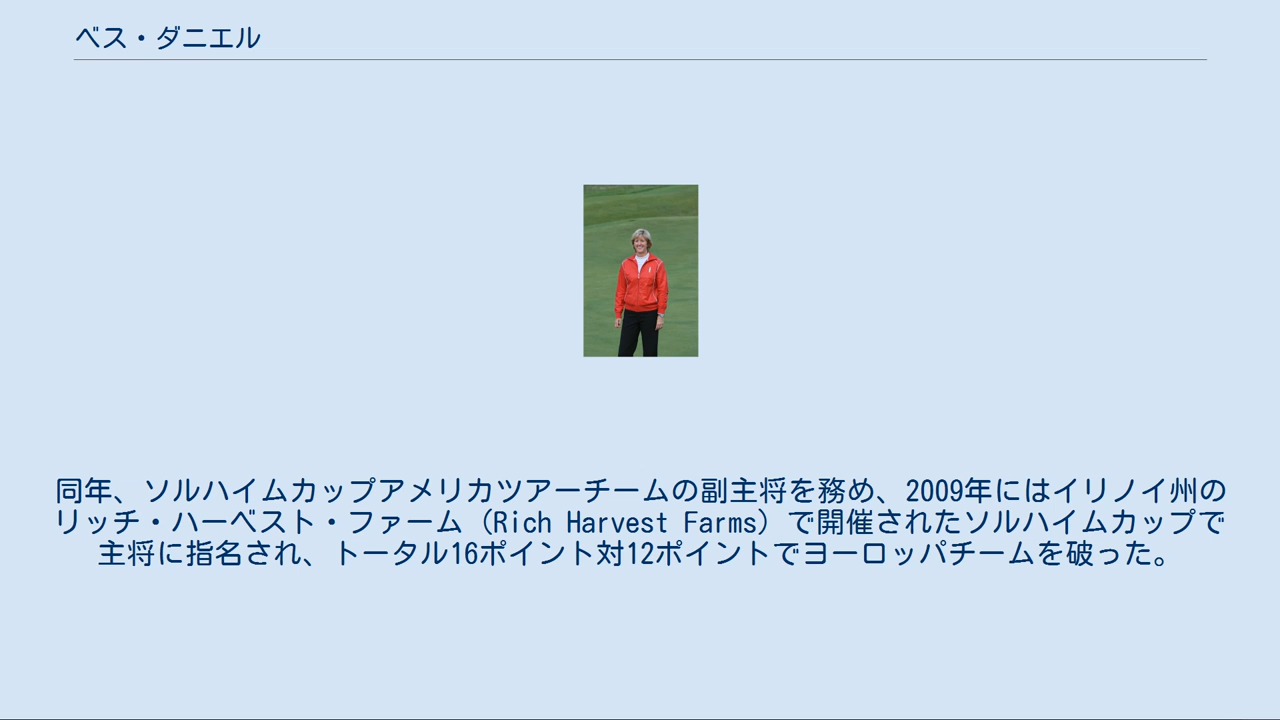 ベス・ダニエル
同年、ソルハイムカップアメリカツアーチームの副主将を務め、2009年にはイリノイ州の
リッチ・ハーベスト・ファーム（Rich Harvest Farms）で開催されたソルハイムカップで
主将に指名され、トータル16ポイント対12ポイントでヨーロッパチームを破った。